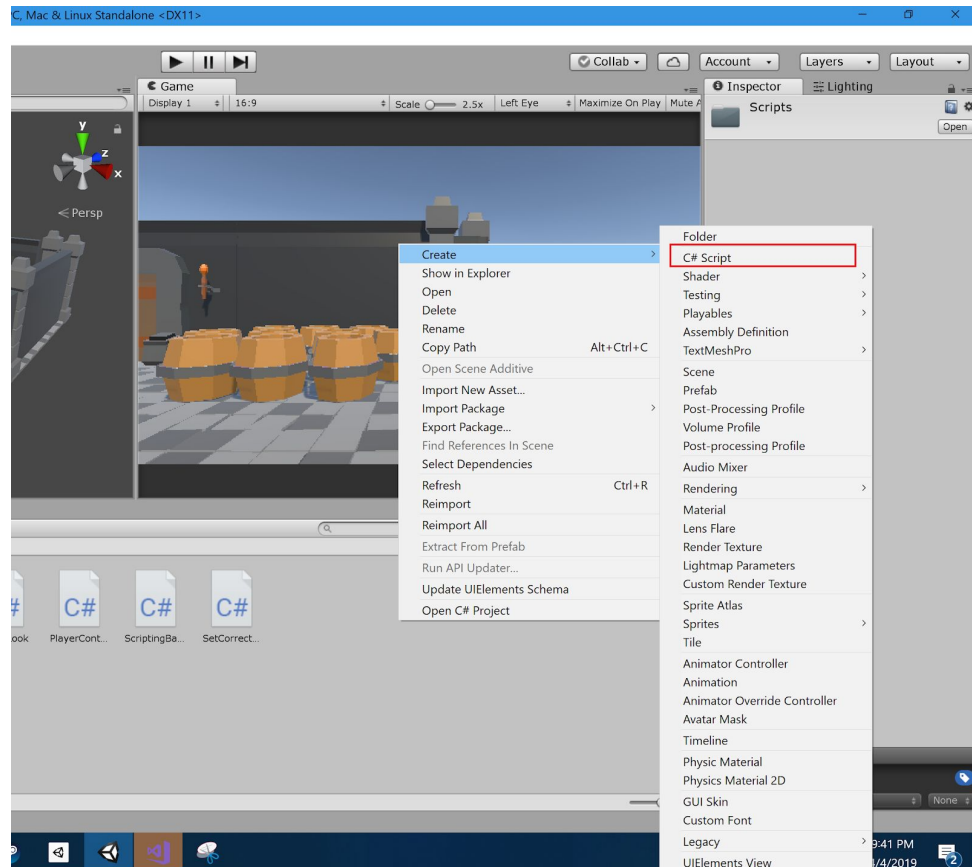 C, Mac & Linux Standalone <DX11>
Collab
Account
Layers
Layout
Game
Inspector
Lighting
Display 1
16:9
Scale
2.5x
Left Eye
Maximize On Play
Mute A
Scripts
Open
y
z
x
Persp
Create
Show in Explorer
Open
Delete
Rename
Copy Path Alt+Ctrl+C
Open Scene Additive
Import New Asset...
Import Package
Export Package...
Find References In Scene
Select Dependencies
Refresh Ctrl+R
Reimport
Reimport All
Extract From Prefab
Run API Updater...
Update UIElements Schema
Open C# Project
Folder
C# Script
Shader
Testing
Playables
Assembly Definition
TextMeshPro
Scene
Prefab
Post-Processing Profile
Volume Profile
Post-processing Profile
Audio Mixer
Rendering
Material
Lens Flare
Render Texture
Lightmap Parameters
Custom Render Texture
Sprite Atlas
Sprites
Tile
Animator Controller
Animation
Animator Override Controller
Avatar Mask
Timeline
Physic Material
Physics Material 2D
GUI Skin
Custom Font
Legacy
UIElements View
#
C#
C#
C#
ook
PlayerCont...
ScriptingBa...
SetCorrect...
None
9:41 PM
/4/2019
2